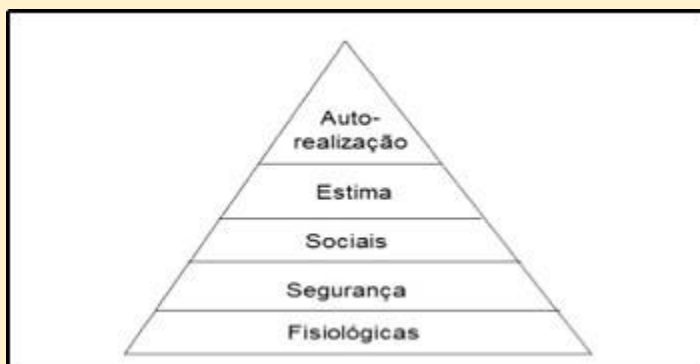 Auto-
realização
Estima
Sociais
Segurança
Fisiológicas